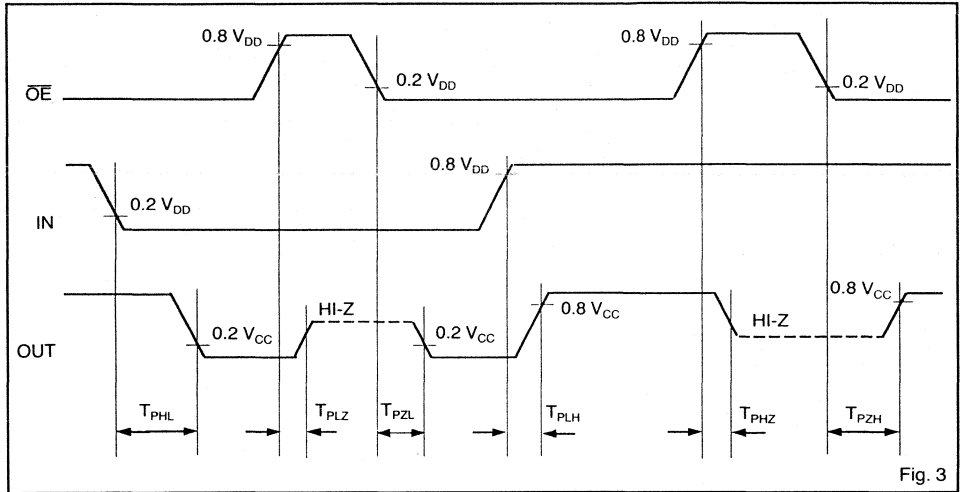 0.8 V_DD
0.2 V_DD
0.8 V_DD
0.2 V_DD
O̅E̅
0.8 V_DD
0.2 V_DD
IN
HI-Z
0.2 V_CC
0.2 V_CC
0.8 V_CC
HI-Z
0.8 V_CC
OUT
T_PHL
T_PLZ
T_PZL
T_PLH
T_PHZ
T_PZH
Fig. 3